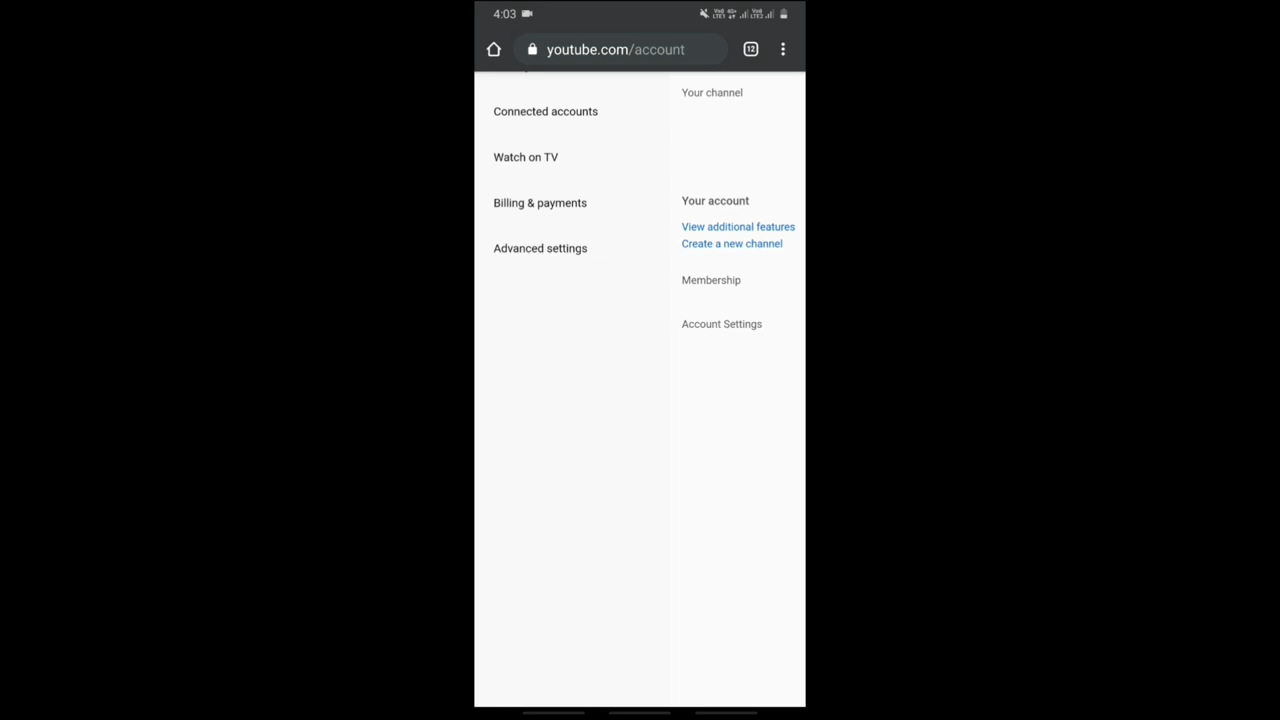 4:03
youtube.com/account
12
Connected accounts
Watch on TV
Billing & payments
Advanced settings
Your channel
Your account
View additional features
Create a new channel
Membership
Account Settings